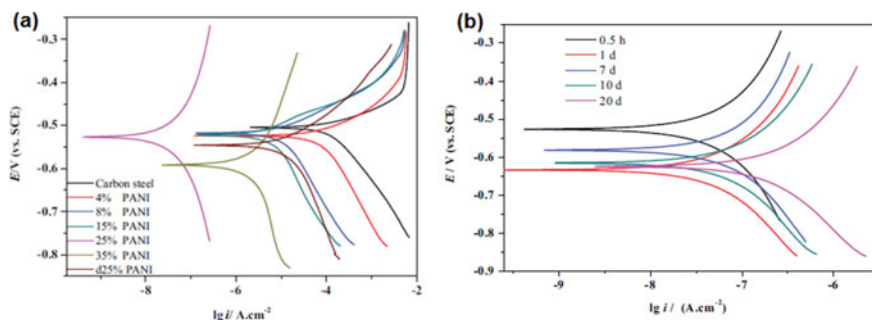 (a)
-0.3
-0.4
-0.5
-0.6
-0.7
-0.8
E/V (vs. SCE)
Carbon steel
4% PANI
8% PANI
15% PANI
25% PANI
35% PANI
d25% PANI
-8 -6 -4 -2
lg i/ A.cm-2
(b)
-0.3
-0.4
-0.5
-0.6
-0.7
-0.8
-0.9
E / V (vs. SCE)
0.5 h
1 d
7 d
10 d
20 d
-9 -8 -7 -6
lg i / (A.cm-2)